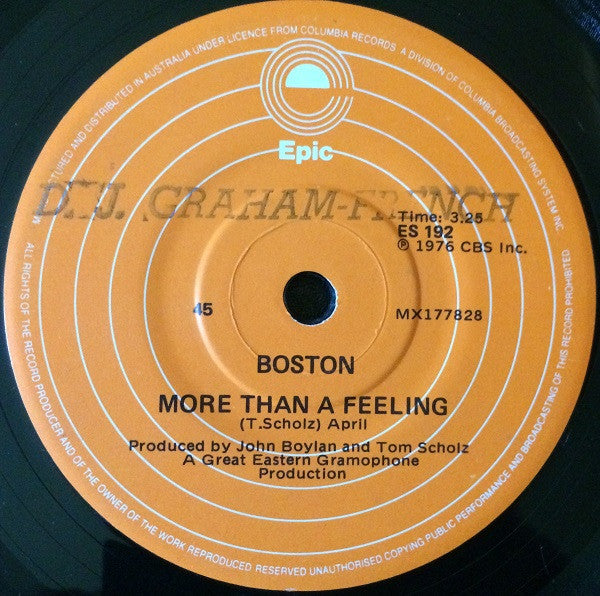 MANUFACTURED AND DISTRIBUTED IN AUSTRALIA UNDER LICENCE FROM COLUMBIA RECORDS A DIVISION OF COLUMBIA BROADCASTING SYSTEM INC.
Epic
D. J. GRAHAM-FRENCH
Time: 3.25
ES 192
℗ 1976 CBS Inc.
45
MX177828
BOSTON
MORE THAN A FEELING
(T.Scholz) April
Produced by John Boylan and Tom Scholz
A Great Eastern Gramophone
Production
ALL RIGHTS OF THE RECORD PRODUCER AND OF THE OWNER OF THE WORK REPRODUCED RESERVED UNAUTHORISED COPYING PUBLIC PERFORMANCE AND BROADCASTING OF THIS RECORD PROHIBITED